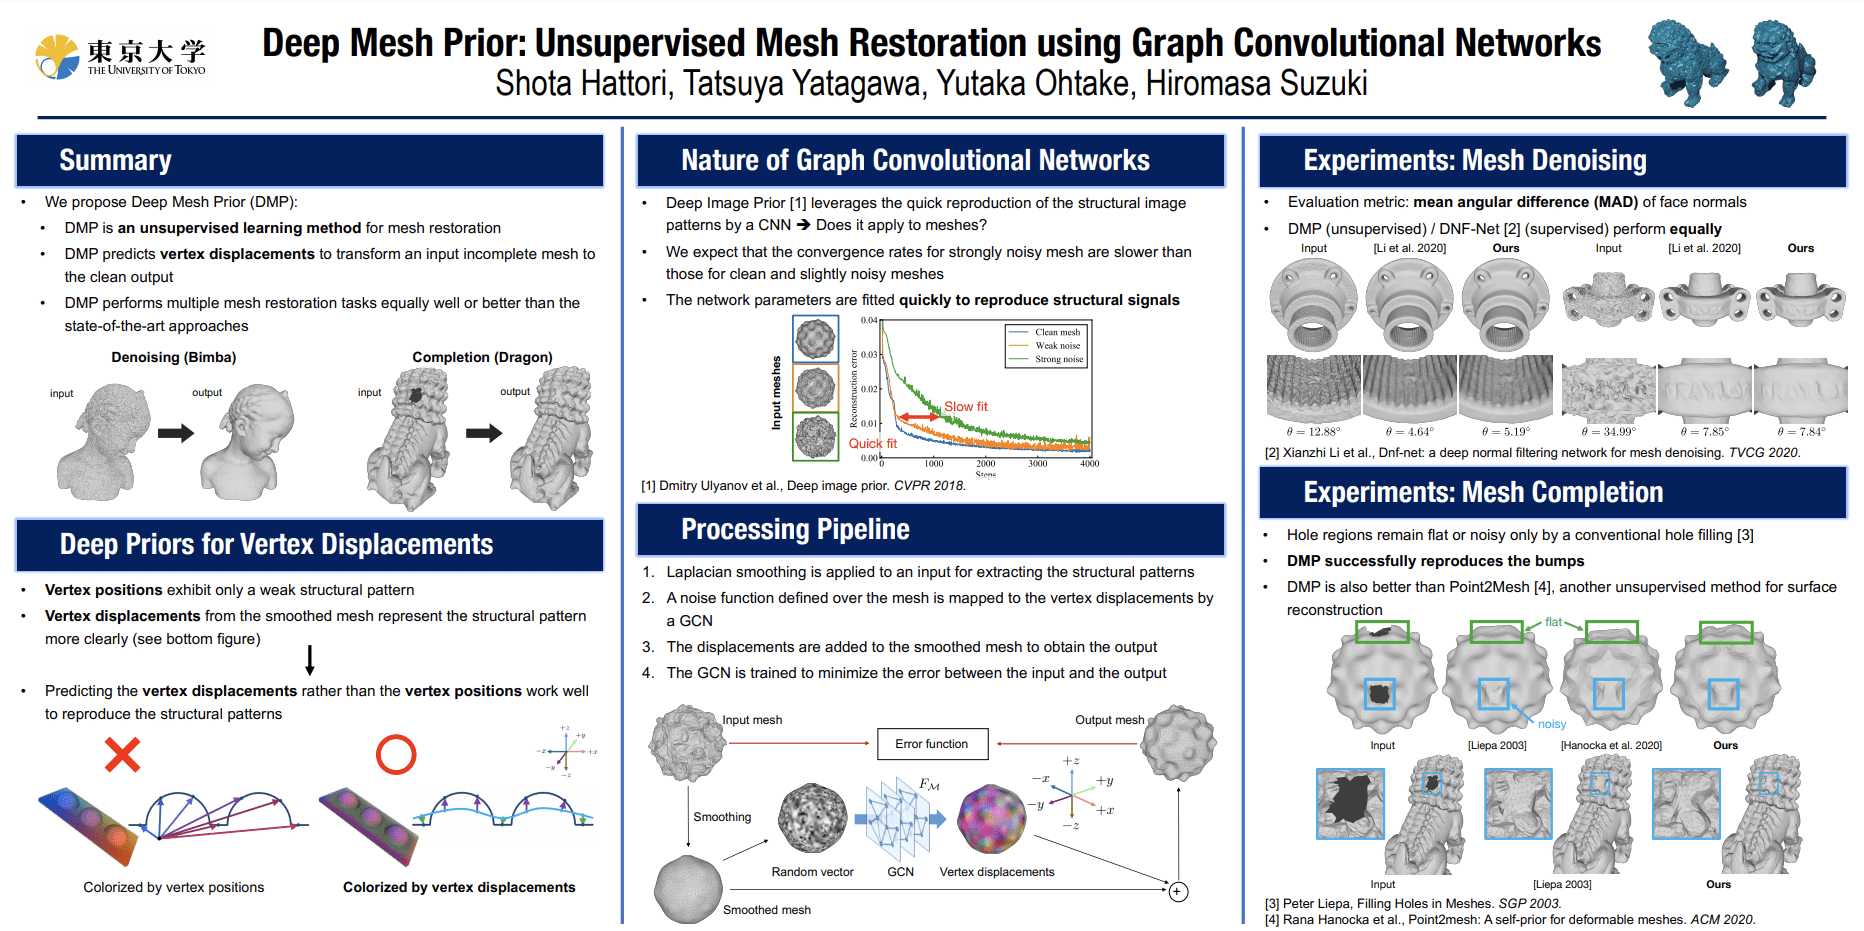 東京大学
THE UNIVERSITY OF TOKYO
Deep Mesh Prior: Unsupervised Mesh Restoration using Graph Convolutional Networks
Shota Hattori, Tatsuya Yatagawa, Yutaka Ohtake, Hiromasa Suzuki
Summary
• We propose Deep Mesh Prior (DMP):
• DMP is an unsupervised learning method for mesh restoration
• DMP predicts vertex displacements to transform an input incomplete mesh to
the clean output
• DMP performs multiple mesh restoration tasks equally well or better than the
state-of-the-art approaches
Denoising (Bimba)
Completion (Dragon)
input
output
input
output
Deep Priors for Vertex Displacements
• Vertex positions exhibit only a weak structural pattern
• Vertex displacements from the smoothed mesh represent the structural pattern
more clearly (see bottom figure)
• Predicting the vertex displacements rather than the vertex positions work well
to reproduce the structural patterns
+z
+y
−x
+x
−y
−z
Colorized by vertex positions
Colorized by vertex displacements
Nature of Graph Convolutional Networks
• Deep Image Prior [1] leverages the quick reproduction of the structural image
patterns by a CNN ➔ Does it apply to meshes?
• We expect that the convergence rates for strongly noisy mesh are slower than
those for clean and slightly noisy meshes
• The network parameters are fitted quickly to reproduce structural signals
Input meshes
Reconstruction error
0.04
0.03
0.02
0.01
0.00
Clean mesh
Weak noise
Strong noise
Slow fit
Quick fit
0
1000
2000
3000
4000
Steps
[1] Dmitry Ulyanov et al., Deep image prior. CVPR 2018.
Processing Pipeline
1. Laplacian smoothing is applied to an input for extracting the structural patterns
2. A noise function defined over the mesh is mapped to the vertex displacements by
a GCN
3. The displacements are added to the smoothed mesh to obtain the output
4. The GCN is trained to minimize the error between the input and the output
Input mesh
Error function
Output mesh
Smoothing
F𝓜
+z
−x
+y
−y
+x
−z
Random vector
GCN
Vertex displacements
+
Smoothed mesh
Experiments: Mesh Denoising
• Evaluation metric: mean angular difference (MAD) of face normals
• DMP (unsupervised) / DNF-Net [2] (supervised) perform equally
Input
[Li et al. 2020]
Ours
Input
[Li et al. 2020]
Ours
θ = 12.88°
θ = 4.64°
θ = 5.19°
θ = 34.99°
θ = 7.85°
θ = 7.84°
[2] Xianzhi Li et al., Dnf-net: a deep normal filtering network for mesh denoising. TVCG 2020.
Experiments: Mesh Completion
• Hole regions remain flat or noisy only by a conventional hole filling [3]
• DMP successfully reproduces the bumps
• DMP is also better than Point2Mesh [4], another unsupervised method for surface
reconstruction
flat
noisy
Input
[Liepa 2003]
[Hanocka et al. 2020]
Ours
Input
[Liepa 2003]
Ours
[3] Peter Liepa, Filling Holes in Meshes. SGP 2003.
[4] Rana Hanocka et al., Point2mesh: A self-prior for deformable meshes. ACM 2020.